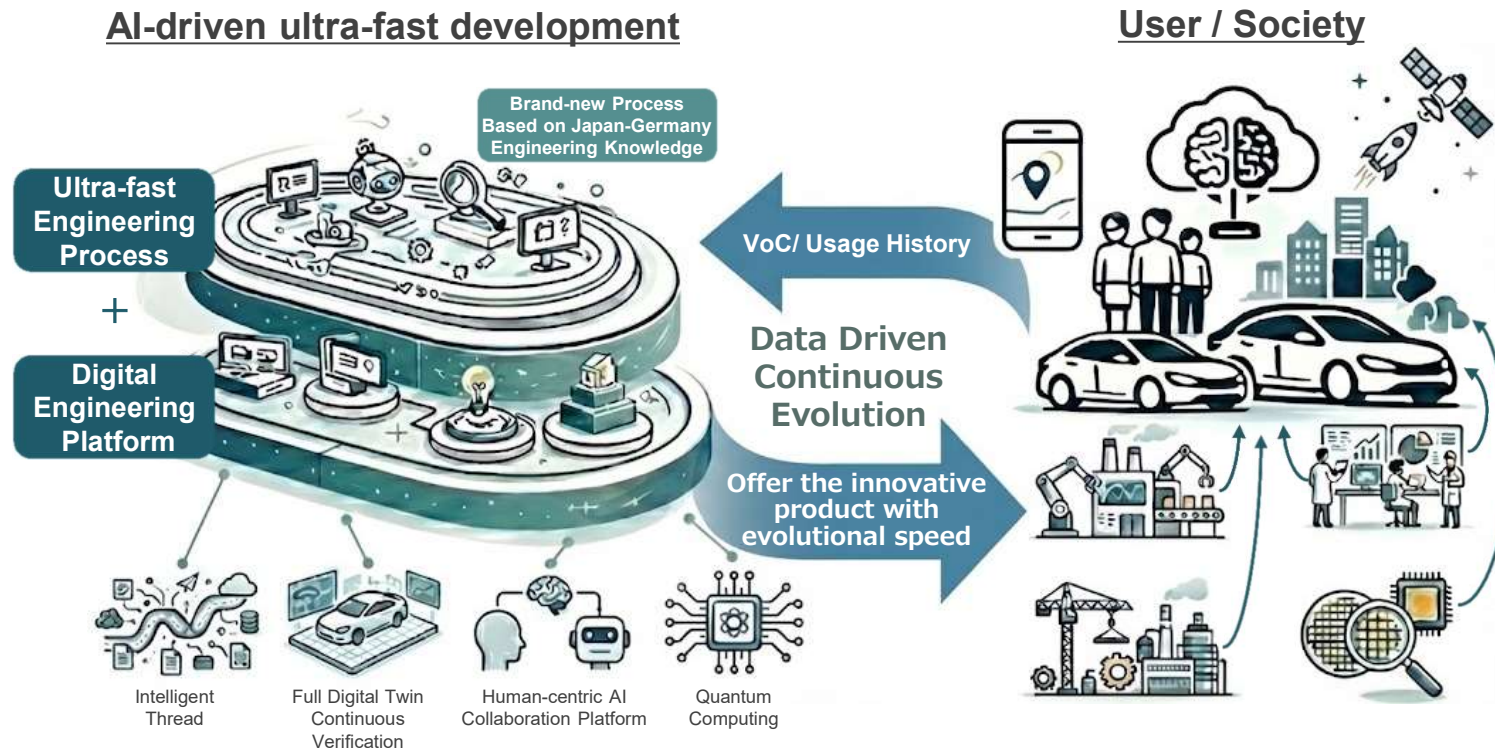 AI-driven ultra-fast development
User / Society
Brand-new Process
Based on Japan-Germany
Engineering Knowledge
Ultra-fast
Engineering
Process
+
Digital
Engineering
Platform
VoC/ Usage History
Data Driven
Continuous
Evolution
Offer the innovative
product with
evolutional speed
Intelligent
Thread
Full Digital Twin
Continuous
Verification
Human-centric AI
Collaboration Platform
Quantum
Computing